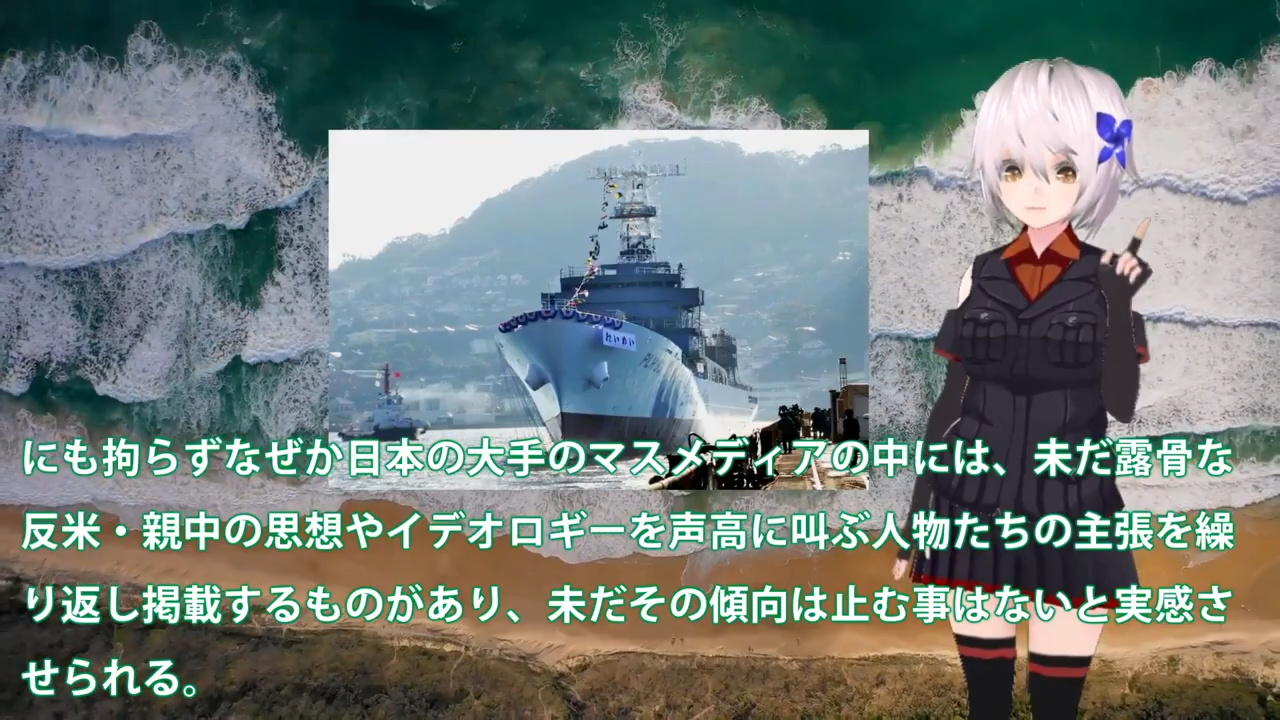 れいめい
にも拘らずなぜか日本の大手のマスメディアの中には、未だ露骨な
反米・親中の思想やイデオロギーを声高に叫ぶ人物たちの主張を繰
り返し掲載するものがあり、未だその傾向は止む事はないと実感さ
せられる。